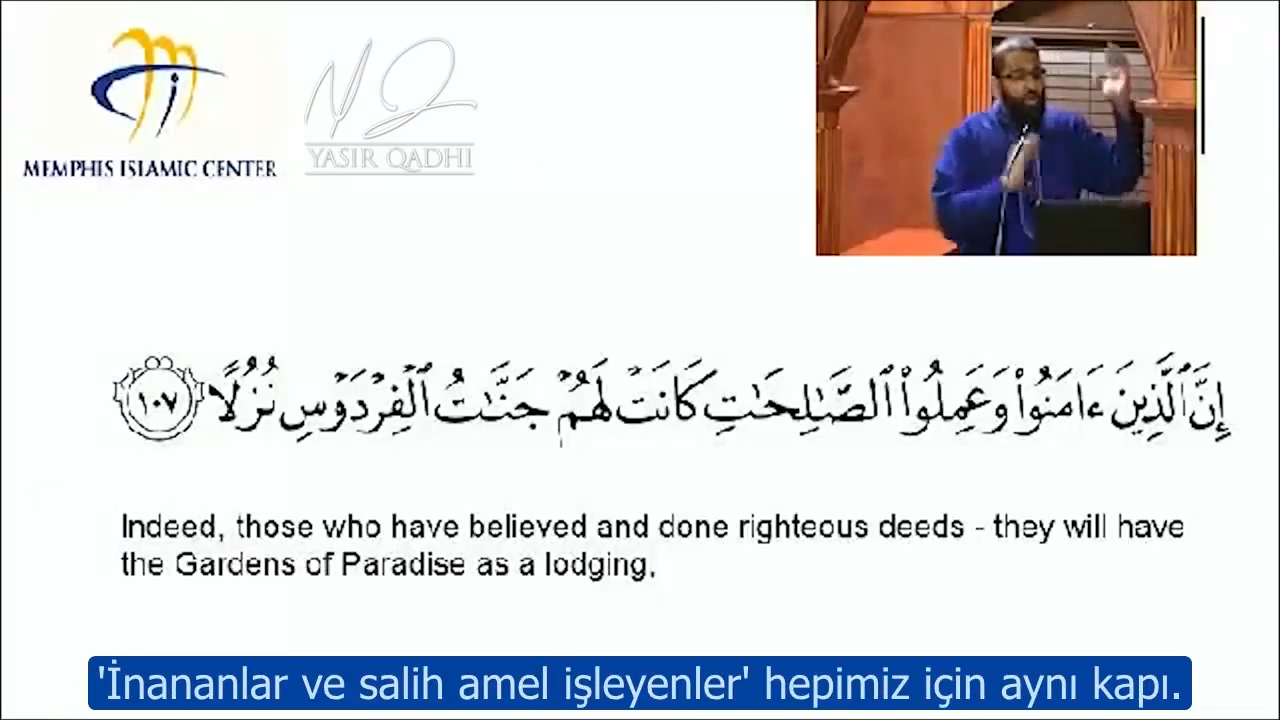 MEMPHIS ISLAMIC CENTER
YASIR QADHI
إِنَّ ٱلَّذِينَ ءَامَنُوا۟ وَعَمِلُوا۟ ٱلصَّـٰلِحَـٰتِ كَانَتْ لَهُمْ جَنَّـٰتُ ٱلْفِرْدَوْسِ نُزُلًا ١٠٧
Indeed, those who have believed and done righteous deeds - they will have
the Gardens of Paradise as a lodging,
'İnananlar ve salih amel işleyenler' hepimiz için aynı kapı.